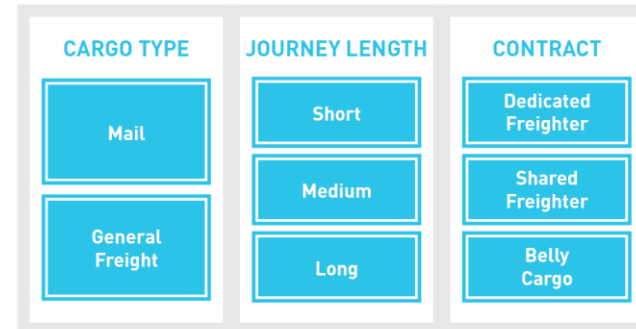 CARGO TYPE
Mail
General
Freight
JOURNEY LENGTH
Short
Medium
Long
CONTRACT
Dedicated
Freighter
Shared
Freighter
Belly
Cargo